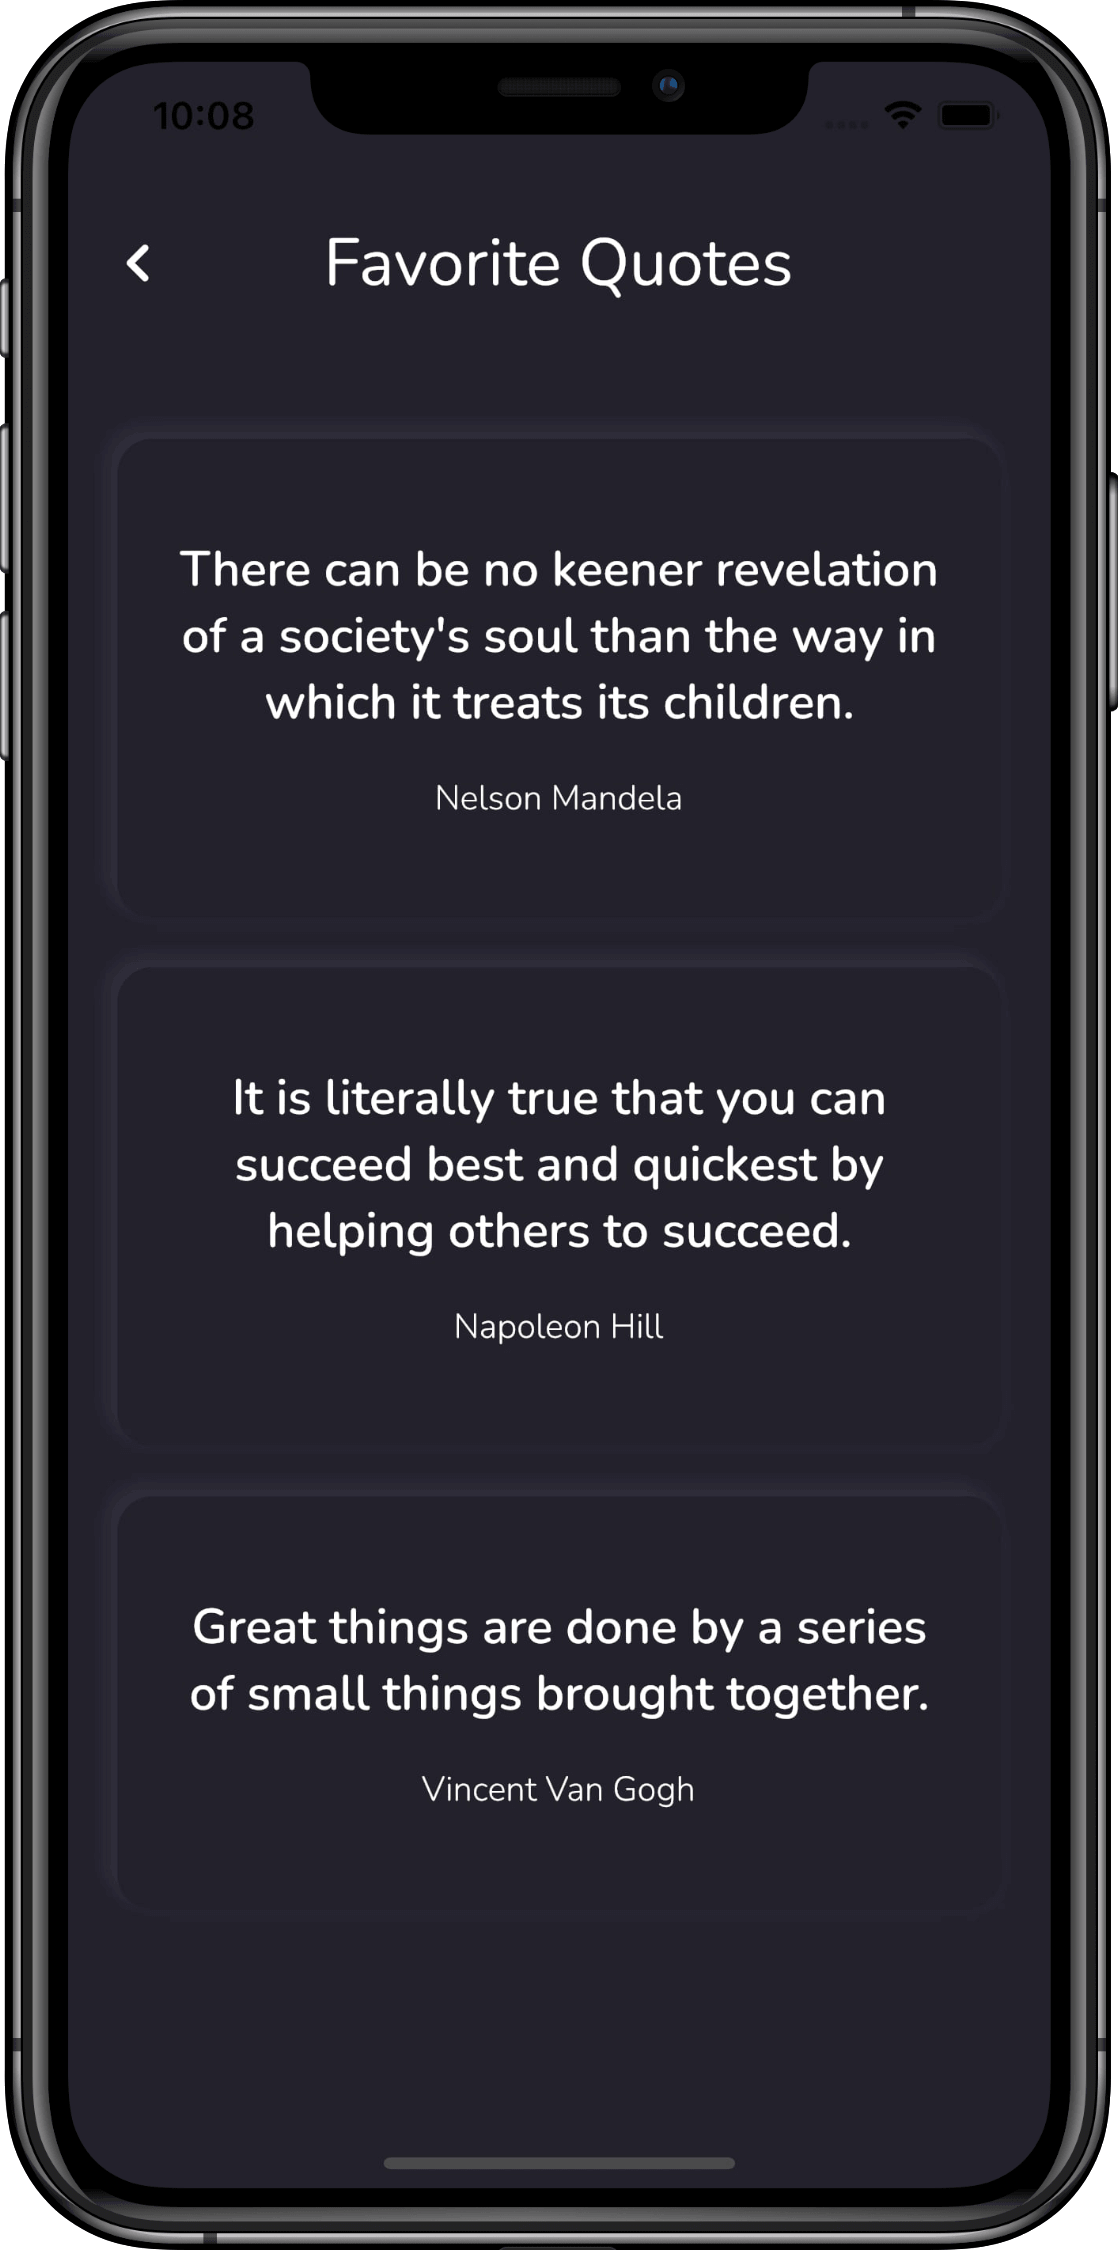 10:08
Favorite Quotes
There can be no keener revelation
of a society's soul than the way in
which it treats its children.
Nelson Mandela
It is literally true that you can
succeed best and quickest by
helping others to succeed.
Napoleon Hill
Great things are done by a series
of small things brought together.
Vincent Van Gogh